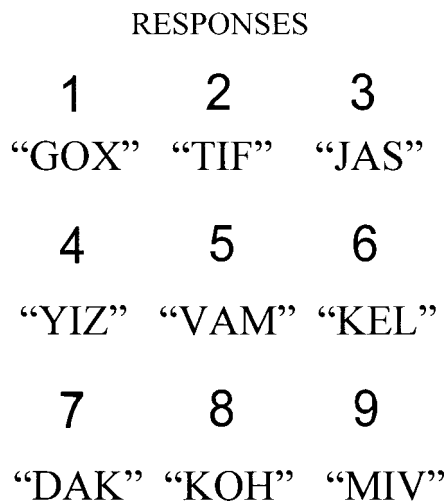 RESPONSES
1 2 3
“GOX” “TIF” “JAS”
4 5 6
“YIZ” “VAM” “KEL”
7 8 9
“DAK” “KOH” “MIV”